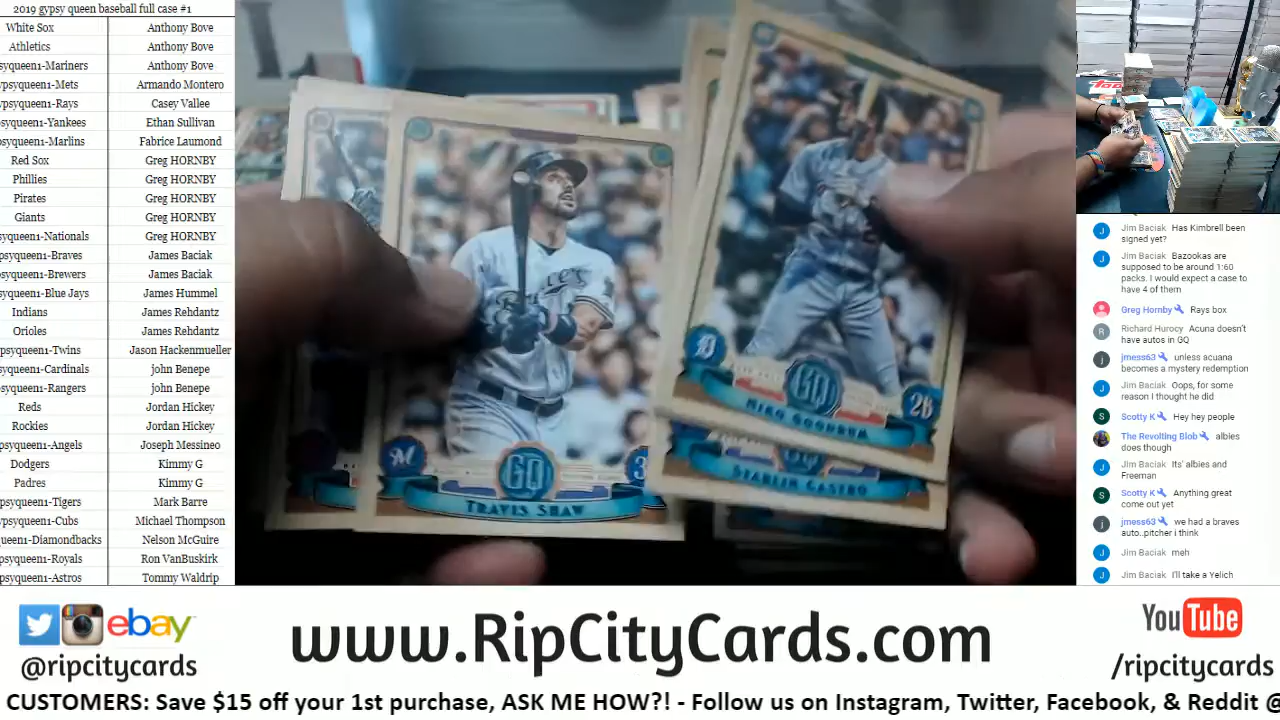 2019 gypsy queen baseball full case #1
White Sox Anthony Bove
Athletics Anthony Bove
psyqueen1-Mariners Anthony Bove
ypsyqueen1-Mets Armando Montero
ypsyqueen1-Rays Casey Vallee
psyqueen1-Yankees Ethan Sullivan
psyqueen1-Marlins Fabrice Laumond
Red Sox Greg HORNBY
Phillies Greg HORNBY
Pirates Greg HORNBY
Giants Greg HORNBY
syqueen1-Nationals Greg HORNBY
psyqueen1-Braves James Baciak
psyqueen1-Brewers James Baciak
psyqueen1-Blue Jays James Hummel
Indians James Rehdantz
Orioles James Rehdantz
ypsyqueen1-Twins Jason Hackenmueller
syqueen1-Cardinals john Benepe
psyqueen1-Rangers john Benepe
Reds Jordan Hickey
Rockies Jordan Hickey
psyqueen1-Angels Joseph Messineo
Dodgers Kimmy G
Padres Kimmy G
psyqueen1-Tigers Mark Barre
ypsyqueen1-Cubs Michael Thompson
ueen1-Diamondbacks Nelson McGuire
psyqueen1-Royals Ron VanBuskirk
psyqueen1-Astros Tommy Waldrip
M
GQ
3
TRAVIS SHAW
D
GQ
28
NIKO GOODRUM
STARLIN CASTRO
J Jim Baciak Has Kimbrell been
signed yet?
J Jim Baciak Bazookas are
supposed to be around 1:60
packs. I would expect a case to
have 4 of them
Greg Hornby Rays box
R Richard Hurocy Acuna doesn't
have autos in GQ
j jmess63 unless acuana
becomes a mystery redemption
J Jim Baciak Oops, for some
reason I thought he did
S Scotty K Hey hey people
The Revolting Blob albies
does though
J Jim Baciak Its' albies and
Freeman
S Scotty K Anything great
come out yet
j jmess63 we had a braves
auto..pitcher i think
J Jim Baciak meh
J Jim Baciak I'll take a Yelich
ebay
@ripcitycards
www.RipCityCards.com
YouTube
/ripcitycards
CUSTOMERS: Save $15 off your 1st purchase, ASK ME HOW?! - Follow us on Instagram, Twitter, Facebook, & Reddit @